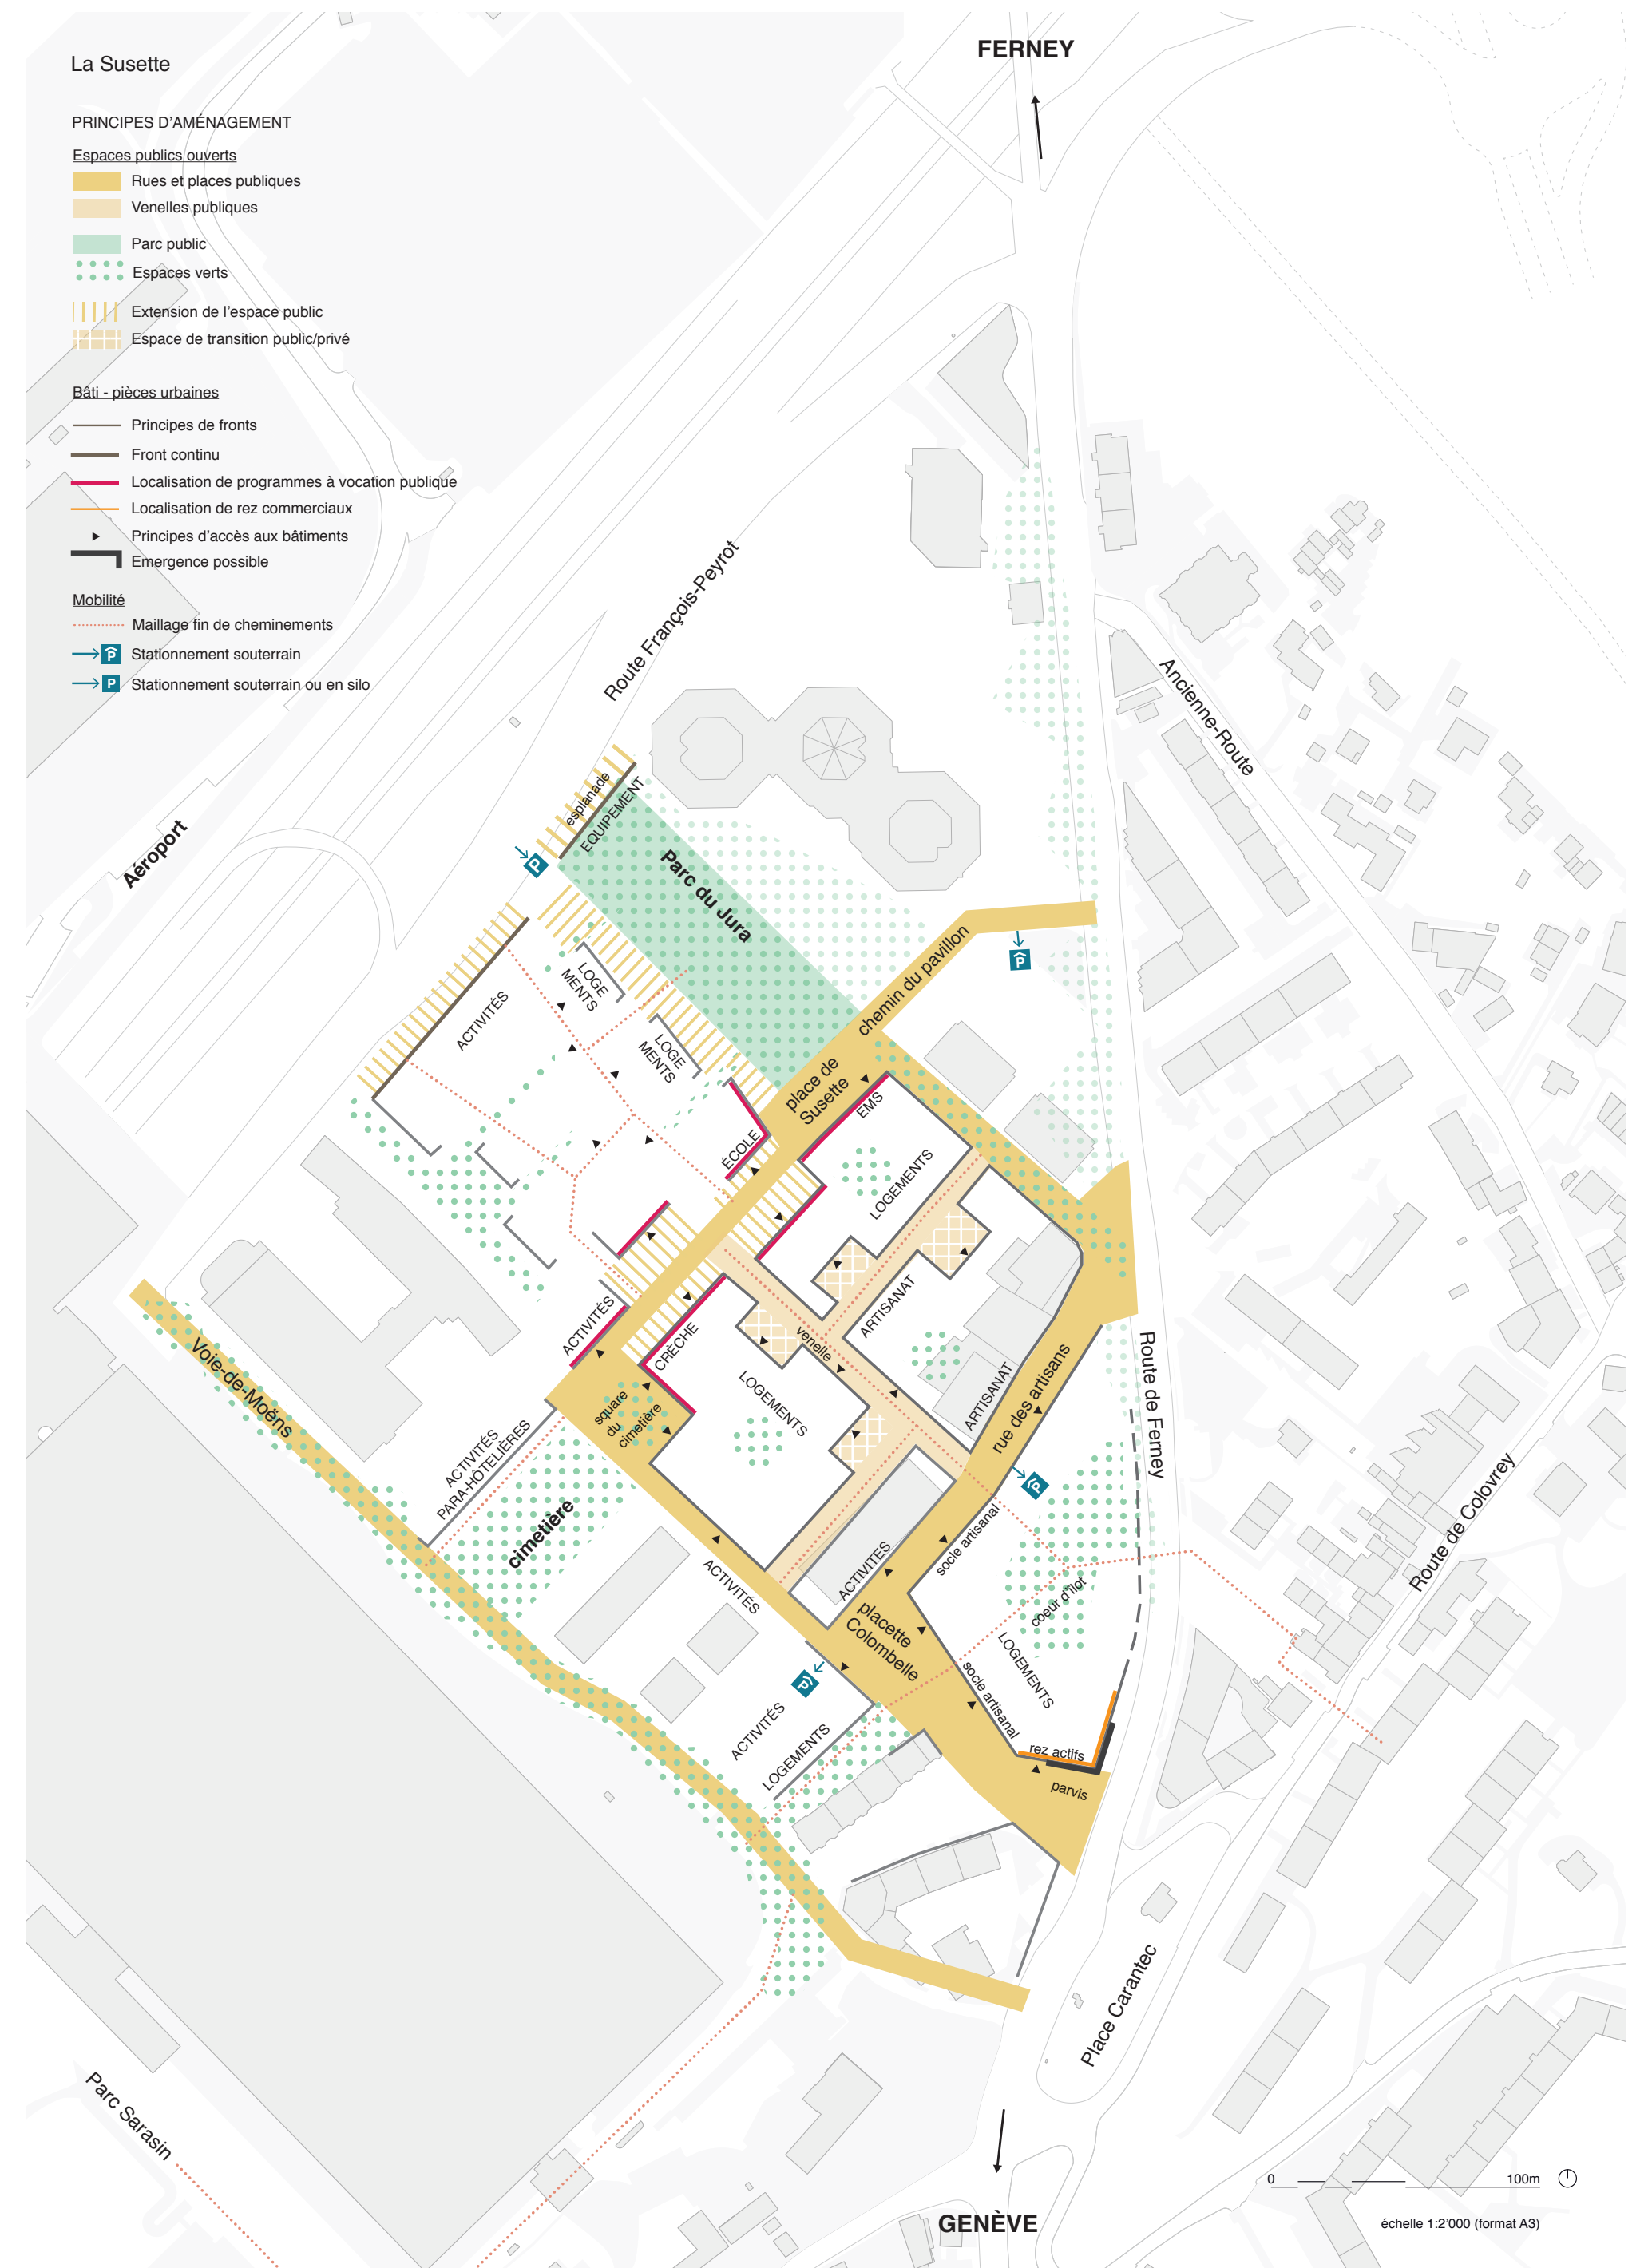 La Susette
PRINCIPES D'AMÉNAGEMENT
Espaces publics ouverts
Rues et places publiques
Venelles publiques
Parc public
Espaces verts
Extension de l'espace public
Espace de transition public/privé
Bâti - pièces urbaines
Principes de fronts
Front continu
Localisation de programmes à vocation publique
Localisation de rez commerciaux
Principes d'accès aux bâtiments
Emergence possible
Mobilité
Maillage fin de cheminements
P
Stationnement souterrain
P
Stationnement souterrain ou en silo
FERNEY
Route François-Peyrot
Ancienne-Route
Aéroport
esplanade
EQUIPEMENT
P
Parc du Jura
chemin du pavillon
P
ACTIVITÉS
LOGE
MENTS
LOGE
MENTS
place de
Susette
EMS
ÉCOLE
LOGEMENTS
ARTISANAT
ACTIVITÉS
CRÈCHE
venelle
LOGEMENTS
ARTISANAT
rue des artisans
Route de Ferney
Voie-de-Moëns
square
du
cimetière
ACTIVITÉS
PARA-HÔTELIÈRES
cimetière
P
socle artisanal
ACTIVITÉS
ACTIVITES
coeur d'îlot
placette
Colombelle
LOGEMENTS
socle artisanal
P
ACTIVITÉS
LOGEMENTS
rez actifs
parvis
Route de Colovrey
Place Carantec
Parc Sarasin
GENÈVE
0 100m
échelle 1:2'000 (format A3)